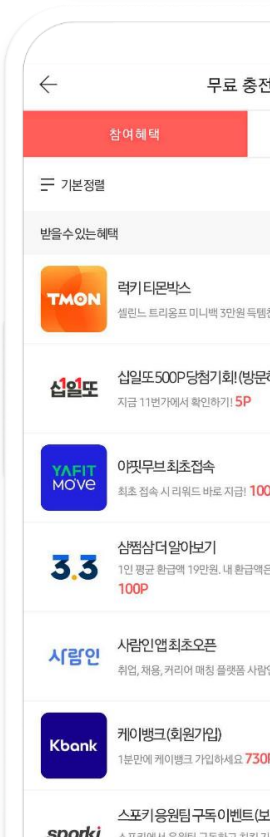 무료 충전
참여혜택
기본정렬
받을수있는혜택
TMON
럭키티몬박스
셀린느 트리옹프 미니백 3만원 득템찬
십일또
십일또500P당첨기회! (방문하
지금 11번가에서 확인하기! 5P
YAFIT
MOVE
야핏무브최초접속
최초 접속 시 리워드 바로 지급! 100
3.3
삼쩜삼더알아보기
1인 평균 환급액 19만원. 내 환급액은
100P
사람인
사람인앱최초오픈
취업, 채용, 커리어 매칭 플랫폼 사람인
Kbank
케이뱅크(회원가입)
1분만에 케이뱅크 가입하세요 730P
sporki
스포키응원팀구독이벤트(보